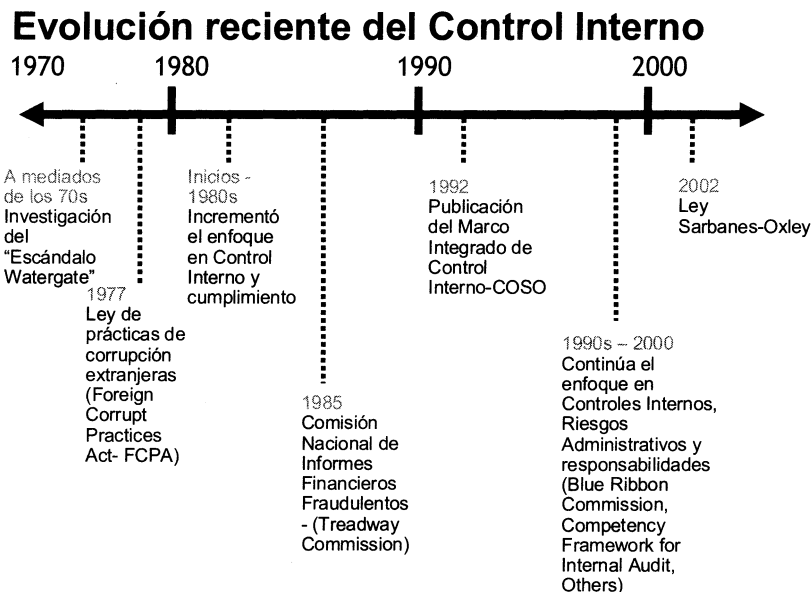 Evolución reciente del Control Interno
1970
1980
1990
2000
A mediados
de los 70s
Investigación
del
“Escándalo
Watergate”
1977
Ley de
prácticas de
corrupción
extranjeras
(Foreign
Corrupt
Practices
Act- FCPA)
Inicios -
1980s
Incrementó
el enfoque
en Control
Interno y
cumplimiento
1985
Comisión
Nacional de
Informes
Financieros
Fraudulentos
- (Treadway
Commission)
1992
Publicación
del Marco
Integrado de
Control
Interno-COSO
1990s – 2000
Continúa el
enfoque en
Controles Internos,
Riesgos
Administrativos y
responsabilidades
(Blue Ribbon
Commission,
Competency
Framework for
Internal Audit,
Others)
2002
Ley
Sarbanes-Oxley